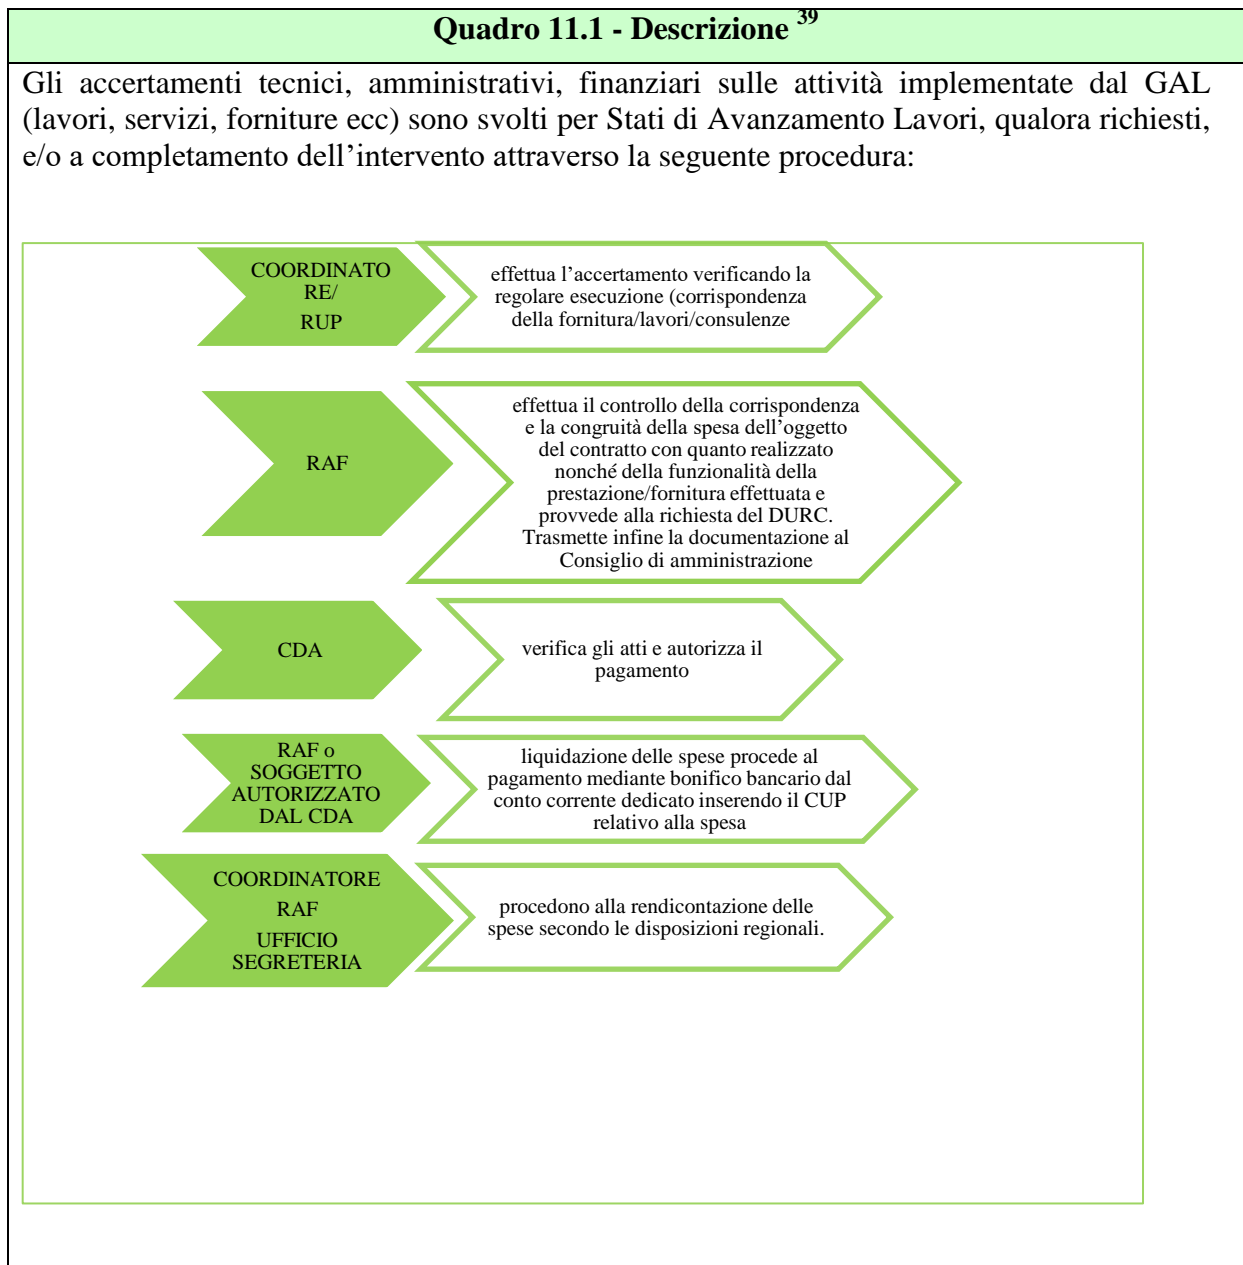 Quadro 11.1 - Descrizione 39
Gli accertamenti tecnici, amministrativi, finanziari sulle attività implementate dal GAL
(lavori, servizi, forniture ecc) sono svolti per Stati di Avanzamento Lavori, qualora richiesti,
e/o a completamento dell’intervento attraverso la seguente procedura:
COORDINATO
RE/
RUP
effettua l’accertamento verificando la
regolare esecuzione (corrispondenza
della fornitura/lavori/consulenze
RAF
effettua il controllo della corrispondenza
e la congruità della spesa dell’oggetto
del contratto con quanto realizzato
nonché della funzionalità della
prestazione/fornitura effettuata e
provvede alla richiesta del DURC.
Trasmette infine la documentazione al
Consiglio di amministrazione
CDA
verifica gli atti e autorizza il
pagamento
RAF o
SOGGETTO
AUTORIZZATO
DAL CDA
liquidazione delle spese procede al
pagamento mediante bonifico bancario dal
conto corrente dedicato inserendo il CUP
relativo alla spesa
COORDINATORE
RAF
UFFICIO
SEGRETERIA
procedono alla rendicontazione delle
spese secondo le disposizioni regionali.